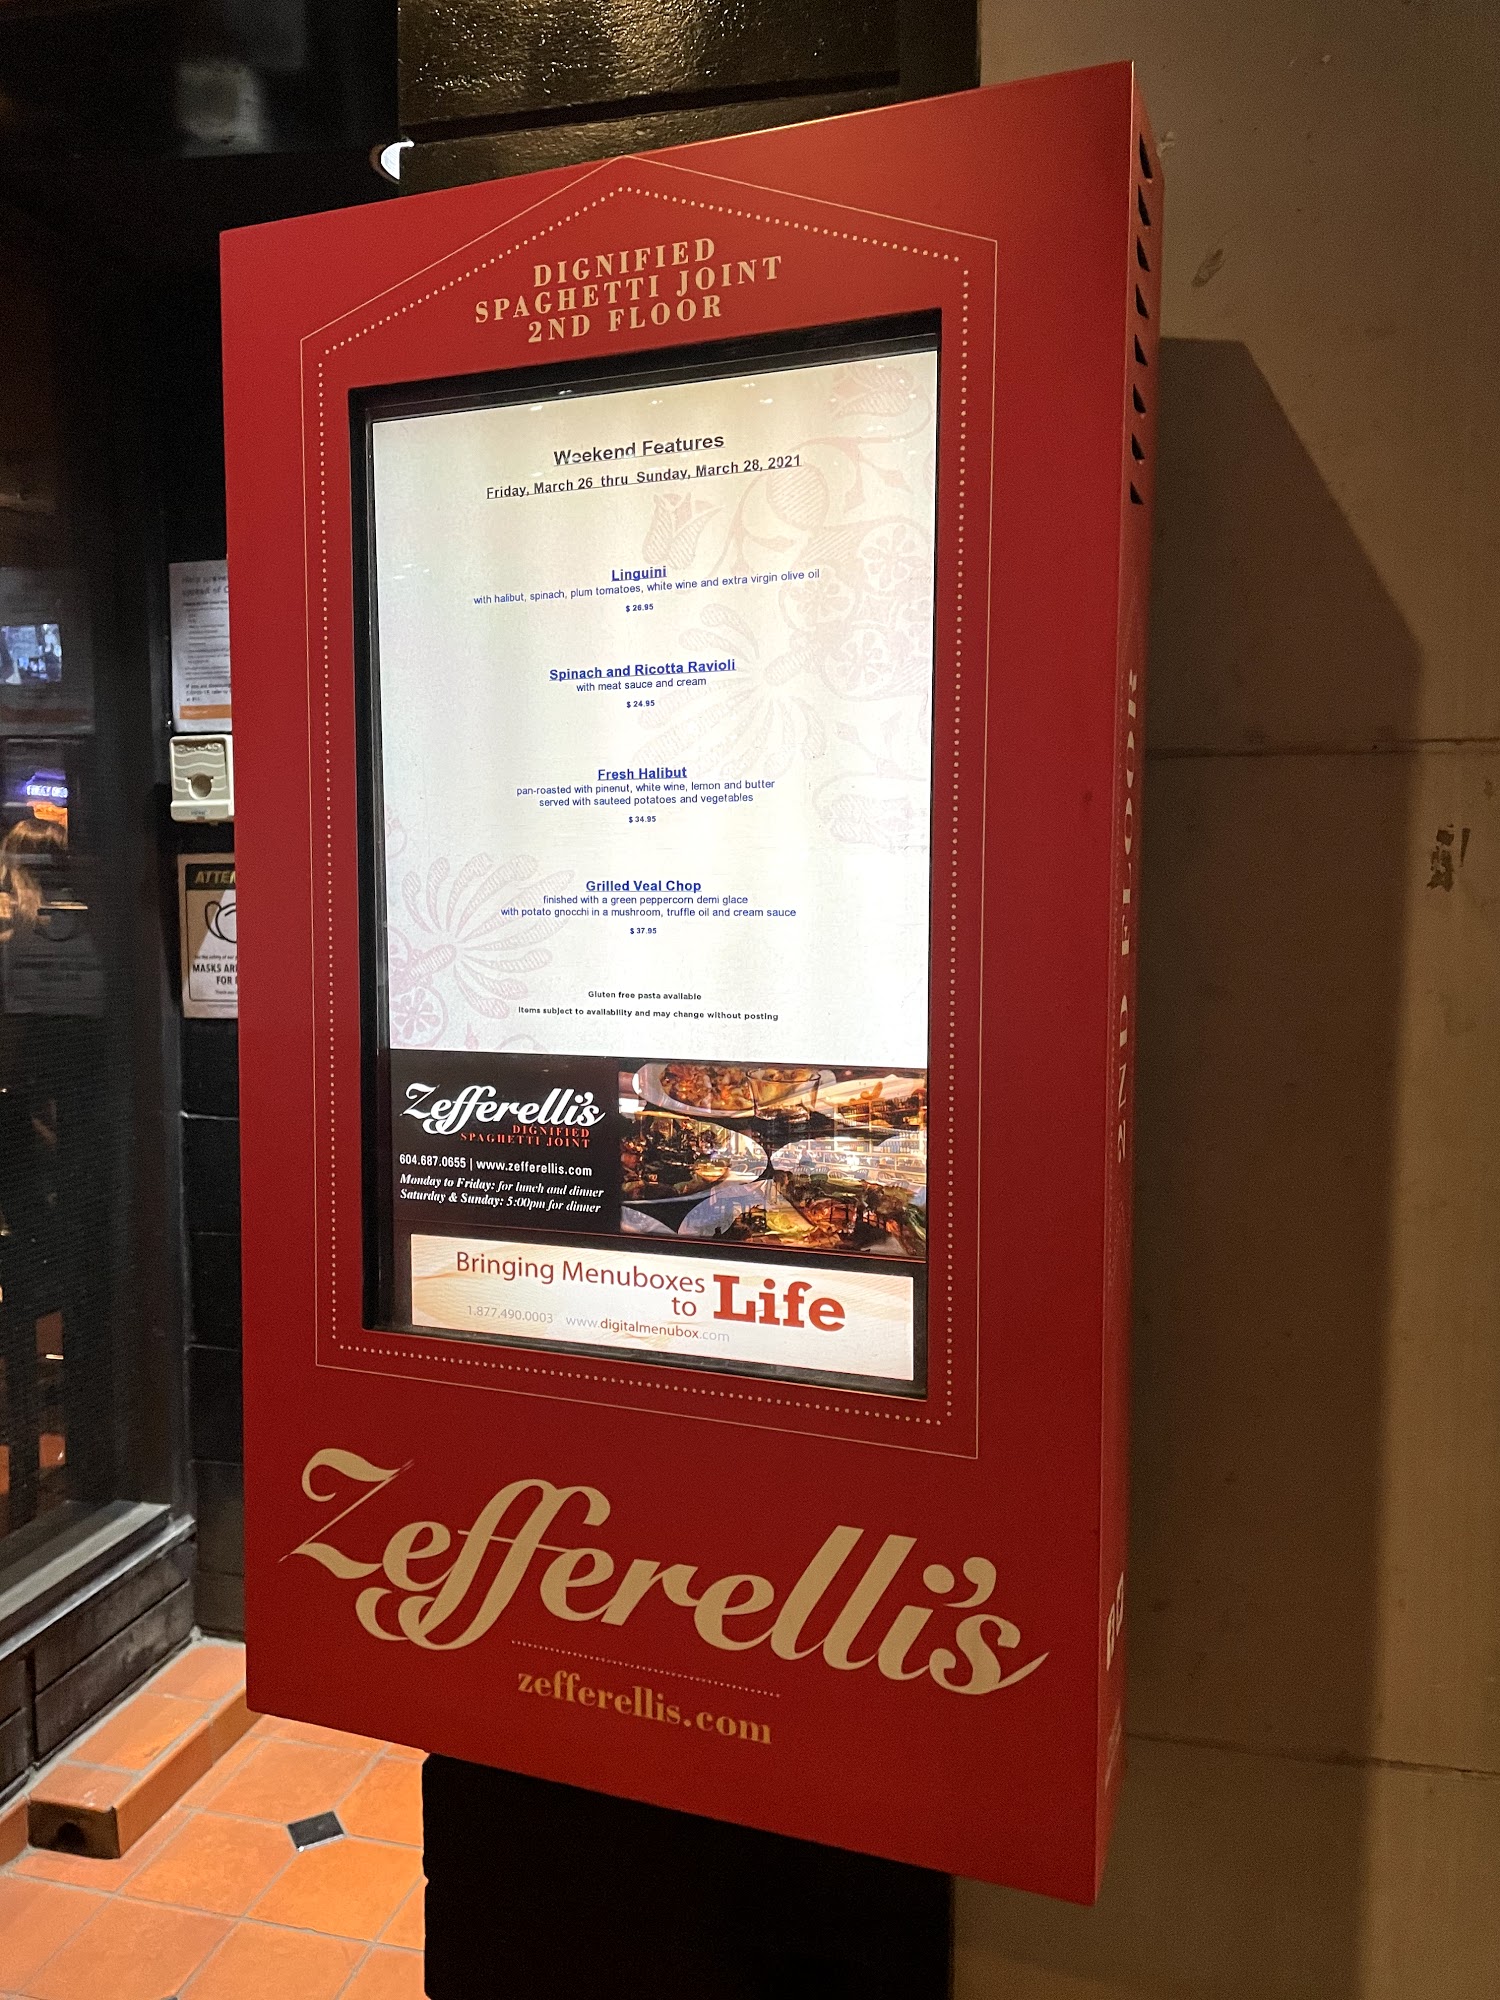 DIGNIFIED
SPAGHETTI JOINT
2ND FLOOR
Weekend Features
Friday, March 26 thru Sunday, March 28, 2021
Linguini
with halibut, spinach, plum tomatoes, white wine and extra virgin olive oil
$ 26.95
Spinach and Ricotta Ravioli
with meat sauce and cream
$ 24.95
Fresh Halibut
pan-roasted with pinenut, white wine, lemon and butter
served with sauteed potatoes and vegetables
$ 34.95
Grilled Veal Chop
finished with a green peppercorn demi glace
with potato gnocchi in a mushroom, truffle oil and cream sauce
$ 37.95
Gluten free pasta available
Items subject to availability and may change without posting
Zefferelli's
DIGNIFIED
SPAGHETTI JOINT
604.687.0655 | www.zefferellis.com
Monday to Friday: for lunch and dinner
Saturday & Sunday: 5:00pm for dinner
Bringing Menuboxes
to Life
1.877.490.0003 www.digitalmenubox.com
Zefferelli's
zefferellis.com
2ND FLOOR
MASKS
FOR